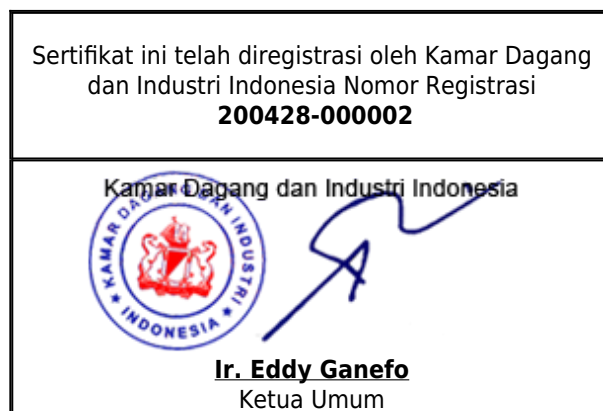 Sertifikat ini telah diregistrasi oleh Kamar Dagang
dan Industri Indonesia Nomor Registrasi
200428-000002
Kamar Dagang dan Industri Indonesia
KAMAR DAGANG DAN INDUSTRI
INDONESIA
Ir. Eddy Ganefo
Ketua Umum